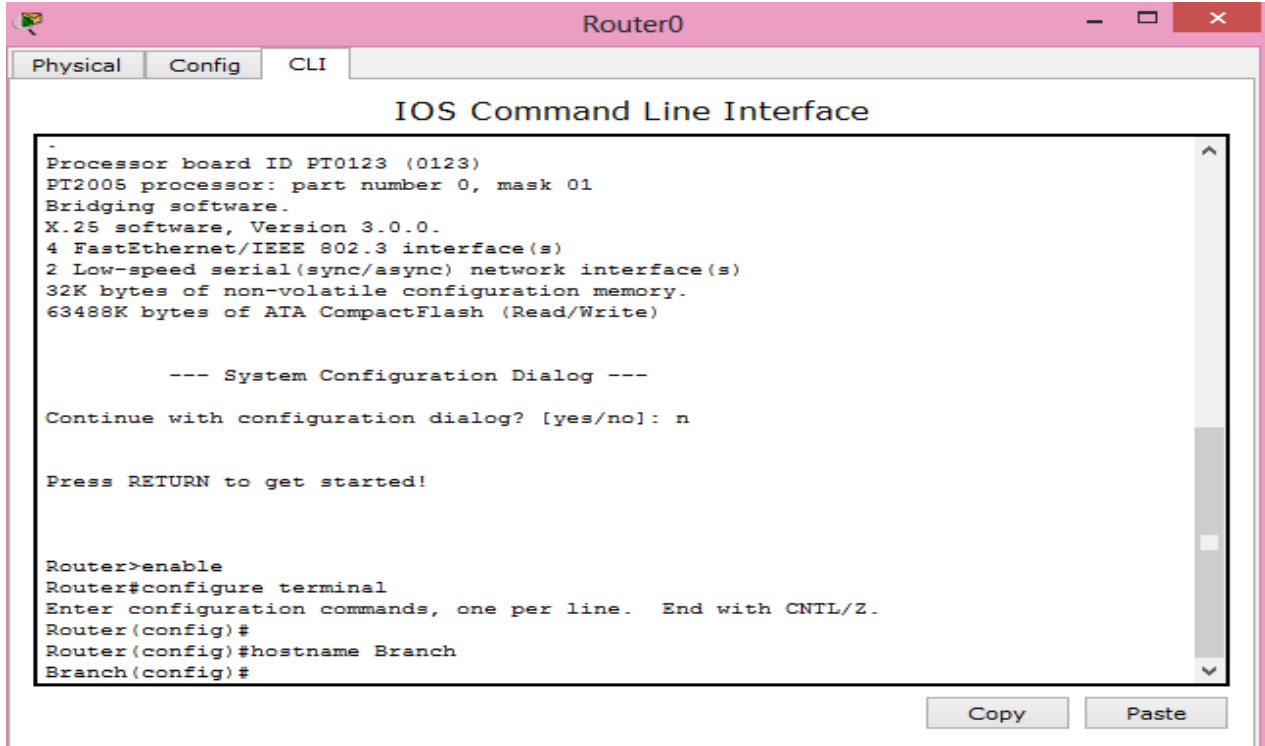 Router0
Physical Config CLI
IOS Command Line Interface
.
Processor board ID PT0123 (0123)
PT2005 processor: part number 0, mask 01
Bridging software.
X.25 software, Version 3.0.0.
4 FastEthernet/IEEE 802.3 interface(s)
2 Low-speed serial(sync/async) network interface(s)
32K bytes of non-volatile configuration memory.
63488K bytes of ATA CompactFlash (Read/Write)
--- System Configuration Dialog ---
Continue with configuration dialog? [yes/no]: n
Press RETURN to get started!
Router>enable
Router#configure terminal
Enter configuration commands, one per line.  End with CNTL/Z.
Router(config)#
Router(config)#hostname Branch
Branch(config)#
Copy Paste